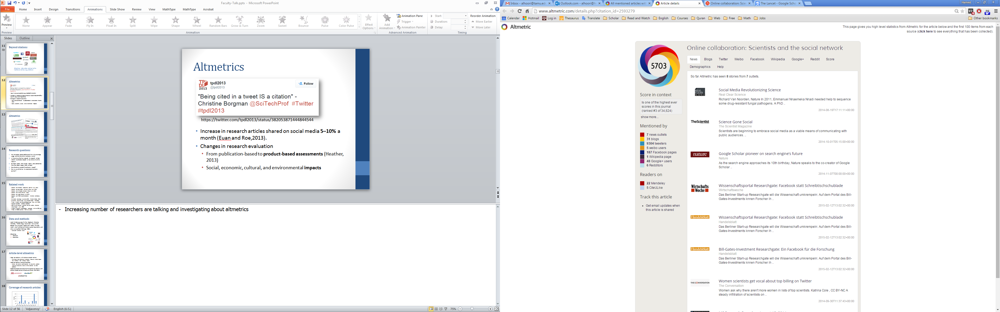 Faculty-Talk.pptx - Microsoft PowerPoint
File Home Insert Design Transitions Animations Slide Show Review View MathType MathType Acrobat
Preview
None Appear Fade Fly In Float In Split Wipe Shape Wheel Random Bars Grow & Turn Zoom Swivel Bounce Pulse Color Pulse
Effect Options
Add Animation
Animation Pane
Trigger
Animation Painter
Start:
Duration:
Delay:
Reorder Animation
Move Earlier
Move Later
Preview Animation Advanced Animation Timing
Slides Outline
11
Beyond citations
12
Altmetrics
13
Altmetrics
14
Research questions
15
Related work
16
Data and methods
17
Article-level altmetrics
zotero
18
Coverage of research articles
Altmetrics
TPDL 2013
tpdl2013
@tpdl2013
Follow
"Being cited in a tweet IS a citation" -
Christine Borgman @SciTechProf #Twitter
#tpdl2013
https://twitter.com/tpdl2013/status/382053871444844544
• Increase in research articles shared on social media 5–10% a
month (Euan and Roe,2013).
• Changes in research evaluation
• From publication-based to product-based assessments (Heather,
2013)
• Social, economic, cultural, and environmental impacts
- Increasing number of researchers are talking and investigating about altmetrics
Slide 12 of 56 "Adjacency" English (U.S.) 75%
Inbox - alhoori@tamu.edu Outlook.com - alhoori@h All mentioned articles wit Article details Online collaboration: Scie The Lancet - Google Scho Hamed
www.altmetric.com/details.php?citation_id=2593279
Calendar Hotmail Log in Thesaurus Translate Scholar Read and Watch English Courses Quran Web Free Math Jobs Other bookmarks
Altmetric
This page gives you high level statistics from Altmetric for the article below and the first 100 items from each
source (click here to see everything that has been collected).
5703
Online collaboration: Scientists and the social network
News Blogs Twitter Weibo Facebook Wikipedia Google+ Reddit Score
Demographics Help
Score in context
Is one of the highest ever
scores in this journal
(ranked #3 of 34,824)
show more...
Mentioned by
7 news outlets
31 blogs
9304 tweeters
5 weibo users
187 Facebook pages
1 Wikipedia page
48 Google+ users
6 Redditors
Readers on
22 Mendeley
5 CiteULike
Track this article
• Get email updates when
this article is shared
So far Altmetric has seen 8 stories from 7 outlets.
REAL CLEAR SCIENCE
Social Media Revolutionizing Science
Real Clear Science
Richard Van Noorden, Nature In 2011, Emmanuel Nnaemeka Nnadi needed help to sequence
some drug-resistant fungal pathogens. A PhD ..
2014-08-19T17:11:11+00:00
TheScientist
Science Gone Social
The Scientist Magazine
Scientists are beginning to embrace social media as a viable means of communicating with
public audiences. ..
2014-10-01T05:15:00+00:00
nature
Google Scholar pioneer on search engine's future
Nature
As the search engine approaches its 10th birthday, Nature speaks to the co-creator of Google
Scholar ..
2014-11-07T00:00:00+00:00
Wirtschafts Woche
Wissenschaftsportal Researchgate: Facebook statt Schreibtischschublade
Wirtschaftswoche
Das Berliner Start-up Researchgate will die Wissenschaft umkrempeln: Auf dem Portal des Bill-
Gates-Investments knnen Forscher ih ..
2015-02-12T13:02:32+00:00
Handelsblatt
Wissenschaftsportal Researchgate: Facebook statt Schreibtischschublade
Handelsblatt
Das Berliner Start-up Researchgate will die Wissenschaft umkrempeln: Auf dem Portal des Bill-
Gates-Investments knnen Forscher ih ..
2015-02-12T13:02:32+00:00
Handelsblatt
Bill-Gates-Investment Researchgate: Ein Facebook für die Forschung
Handelsblatt
Das Berliner Start-up Researchgate will die Wissenschaft umkrempeln: Auf dem Portal des Bill-
Gates-Investments knnen Forscher ih ..
2015-02-12T13:02:32+00:00
THE CONVERSATION
Women scientists get vocal about top billing on Twitter
The Conversation
Women ask why there aren't more women in lists of top scientists. Katrina Cole , CC BY-NC A
steady infiltration of scientists on ..
2014-09-30T11:37:43+00:00